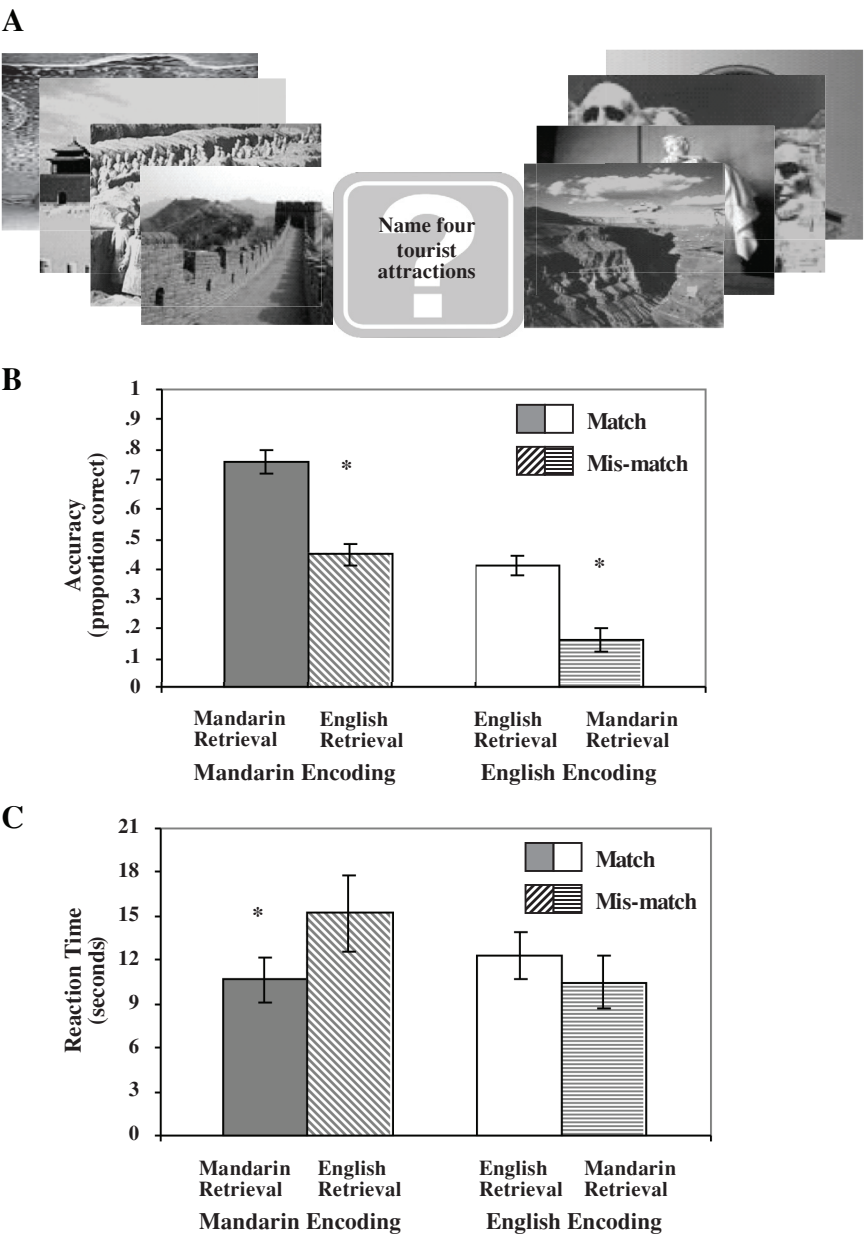 A
?
Name four
tourist
attractions
B
Accuracy
(proportion correct)
1
.9
.8
.7
.6
.5
.4
.3
.2
.1
0
*
*
Match
Mis-match
Mandarin Retrieval
English Retrieval
English Retrieval
Mandarin Retrieval
Mandarin Encoding
English Encoding
C
Reaction Time
(seconds)
21
18
15
12
9
6
3
0
*
Match
Mis-match
Mandarin Retrieval
English Retrieval
English Retrieval
Mandarin Retrieval
Mandarin Encoding
English Encoding